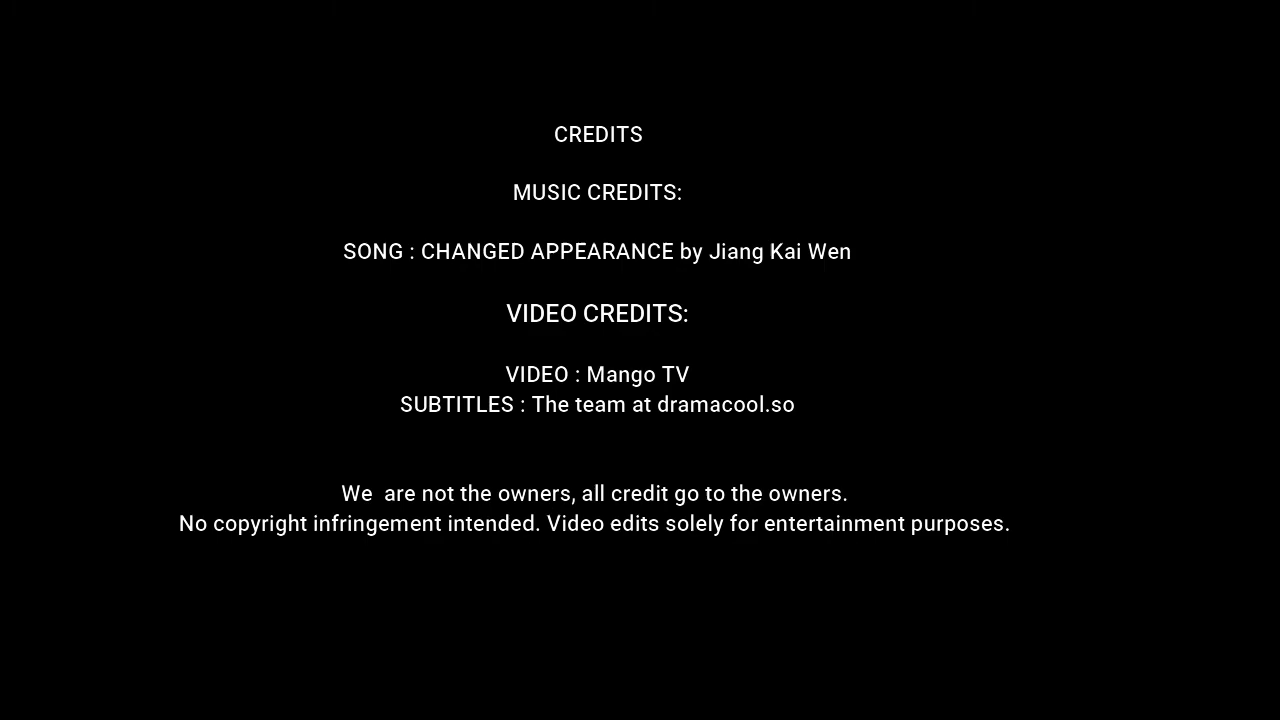 CREDITS
MUSIC CREDITS:
SONG : CHANGED APPEARANCE by Jiang Kai Wen
VIDEO CREDITS:
VIDEO : Mango TV
SUBTITLES : The team at dramacool.so
We  are not the owners, all credit go to the owners.
No copyright infringement intended. Video edits solely for entertainment purposes.